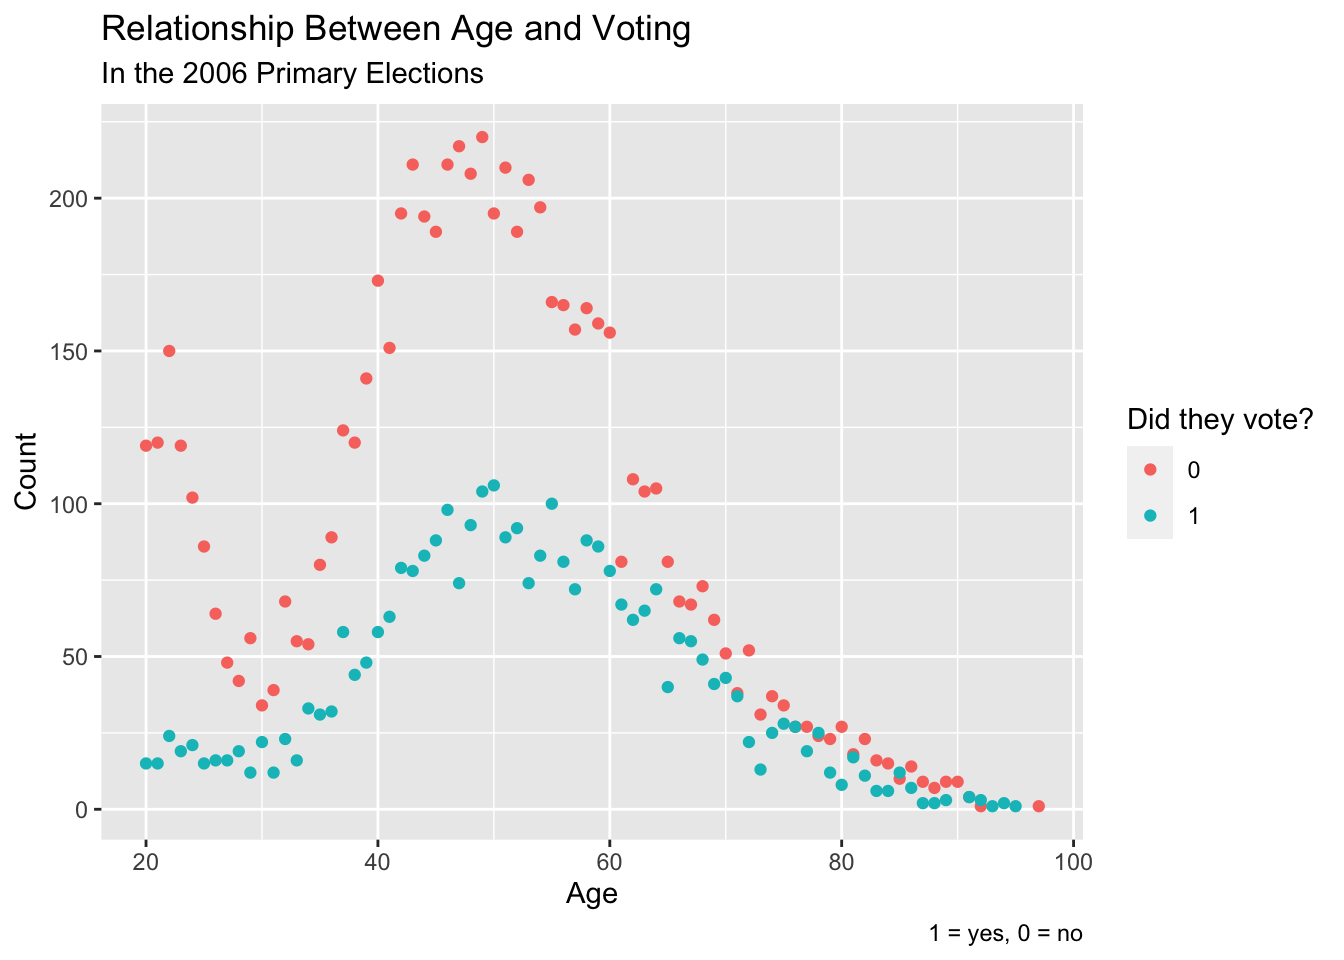 Relationship Between Age and Voting
In the 2006 Primary Elections
200
150
100
50
0
Count
20 40 60 80 100
Age
Did they vote?
0
1
1 = yes, 0 = no